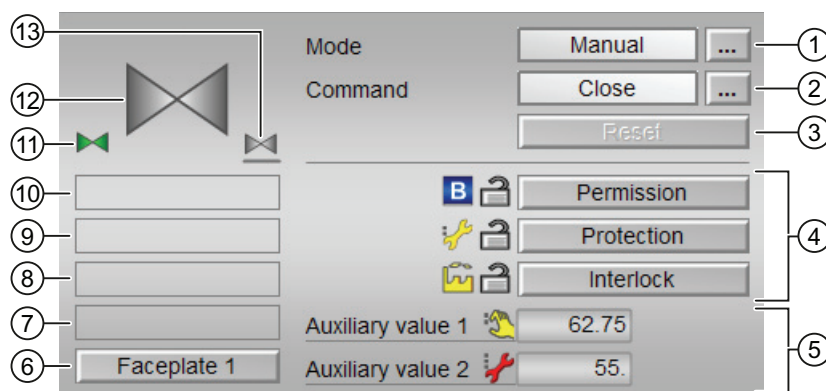 13
Mode
Manual
...
1
12
Command
Close
...
2
11
Reset
3
10
B
Permission
9
Protection
4
8
Interlock
7
Auxiliary value 1
62.75
5
6
Faceplate 1
Auxiliary value 2
55.